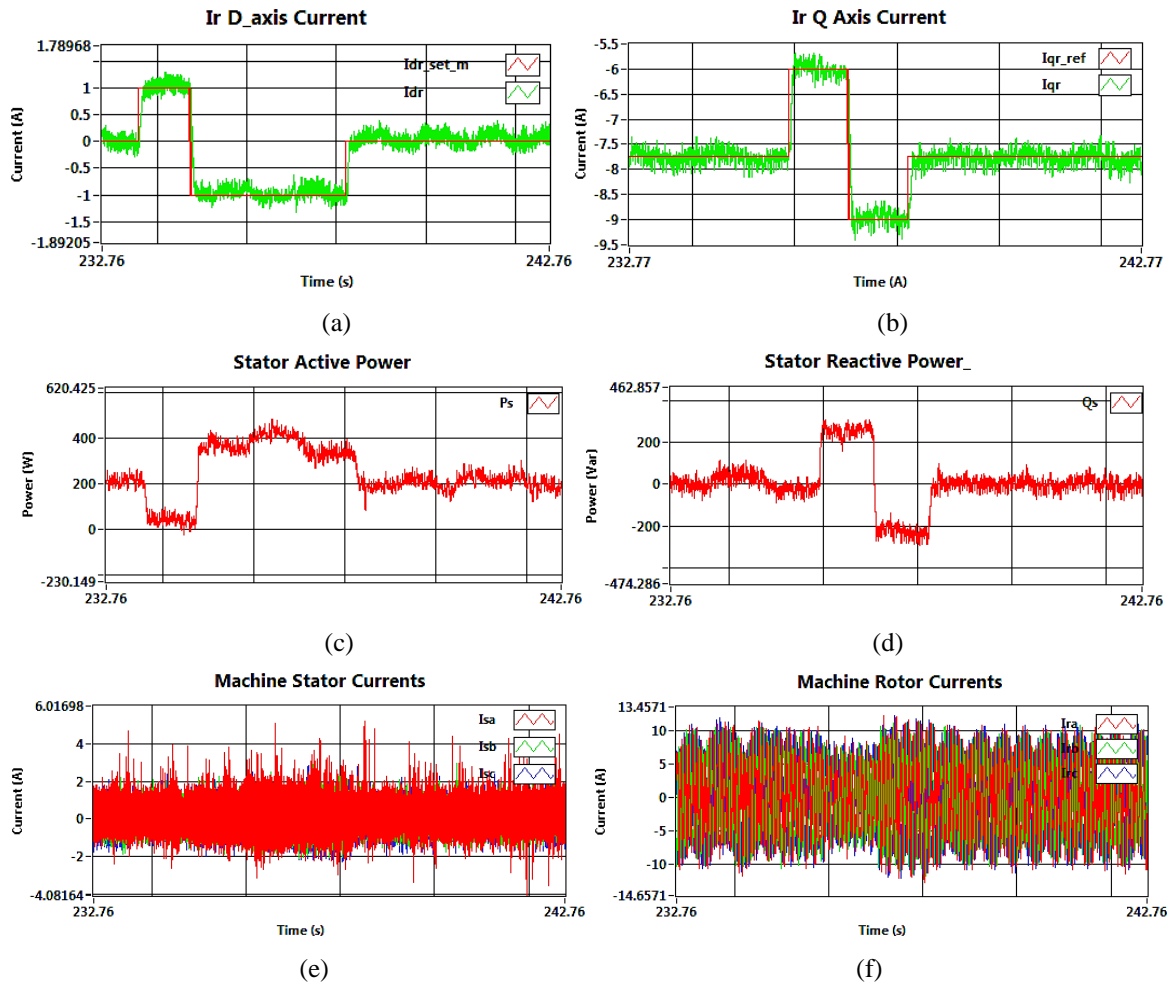 Ir D_axis Current
1.78968
1
0.5
0
-0.5
-1
-1.5
-1.89205
Current (A)
Idr_set_m
Idr
232.76
242.76
Time (s)
(a)
Ir Q Axis Current
-5.5
-6
-6.5
-7
-7.5
-8
-8.5
-9
-9.5
Current (A)
Iqr_ref
Iqr
232.77
242.77
Time (A)
(b)
Stator Active Power
620.425
400
200
0
-230.149
Power (W)
Ps
232.76
242.76
(c)
Stator Reactive Power_
462.857
200
0
-200
-474.286
Power (Var)
Qs
232.76
242.76
(d)
Machine Stator Currents
6.01698
4
2
0
-2
-4.08164
Current (A)
Isa
Isb
Isc
232.76
242.76
Time (s)
(e)
Machine Rotor Currents
13.4571
10
5
0
-5
-10
-14.6571
Current (A)
Ira
Irb
Irc
232.76
242.76
Time (s)
(f)